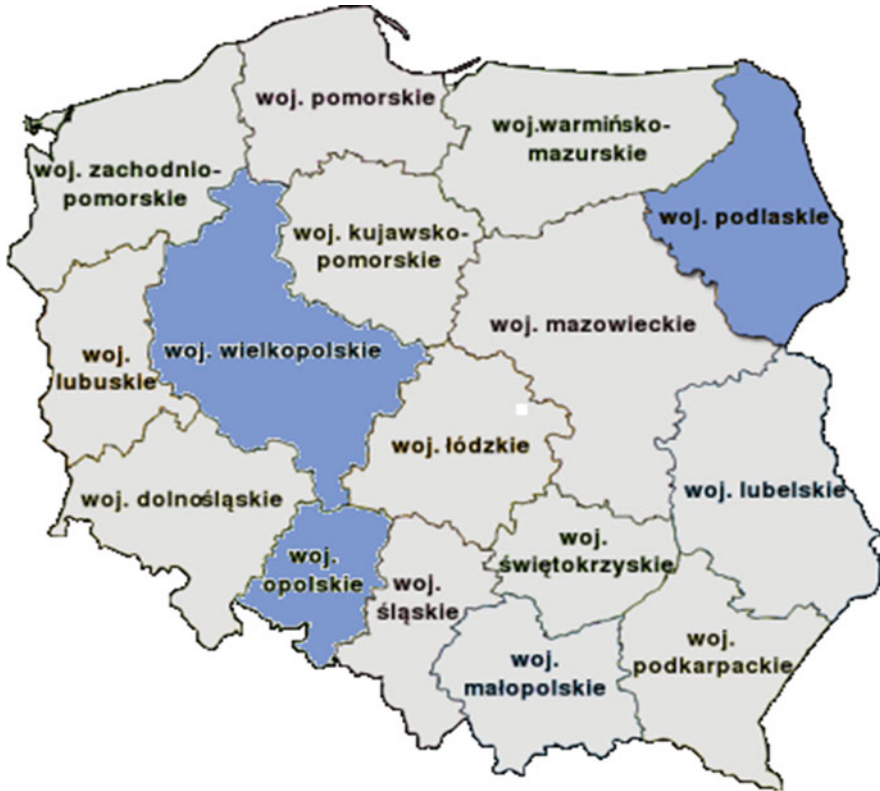 woj. pomorskie
woj.warmińsko-
mazurskie
woj. zachodnio-
pomorskie
woj. podlaskie
woj. kujawsko-
pomorskie
woj. mazowieckie
woj. wielkopolskie
woj.
lubuskie
woj. łódzkie
woj. lubelskie
woj. dolnośląskie
woj.
opolskie
woj.
śląskie
woj.
świętokrzyskie
woj.
małopolskie
woj.
podkarpackie